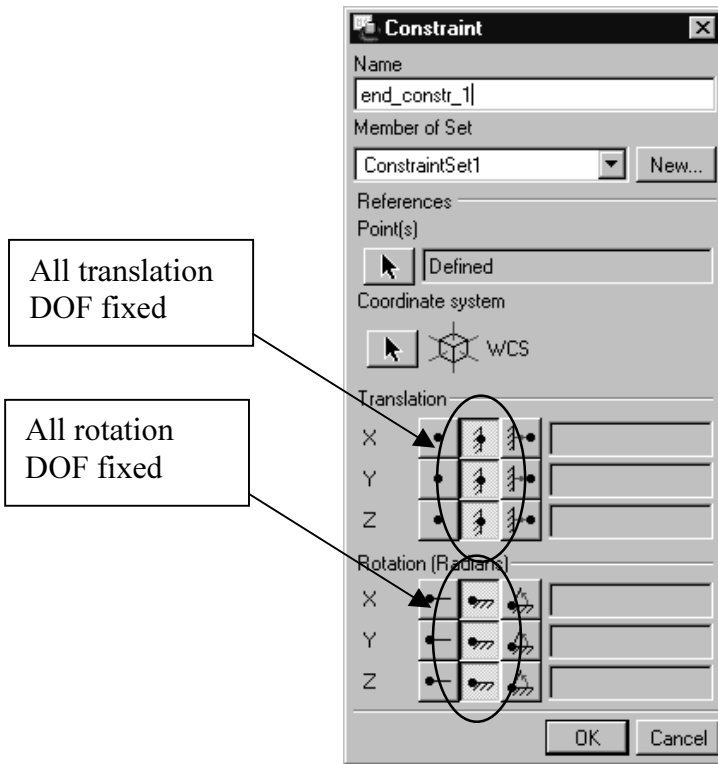 Constraint
Name
end_constr_1
Member of Set
ConstraintSet1 New...
References
Point(s)
Defined
Coordinate system
WCS
All translation
DOF fixed
Translation
X
Y
Z
All rotation
DOF fixed
Rotation (Radians)
X
Y
Z
OK Cancel